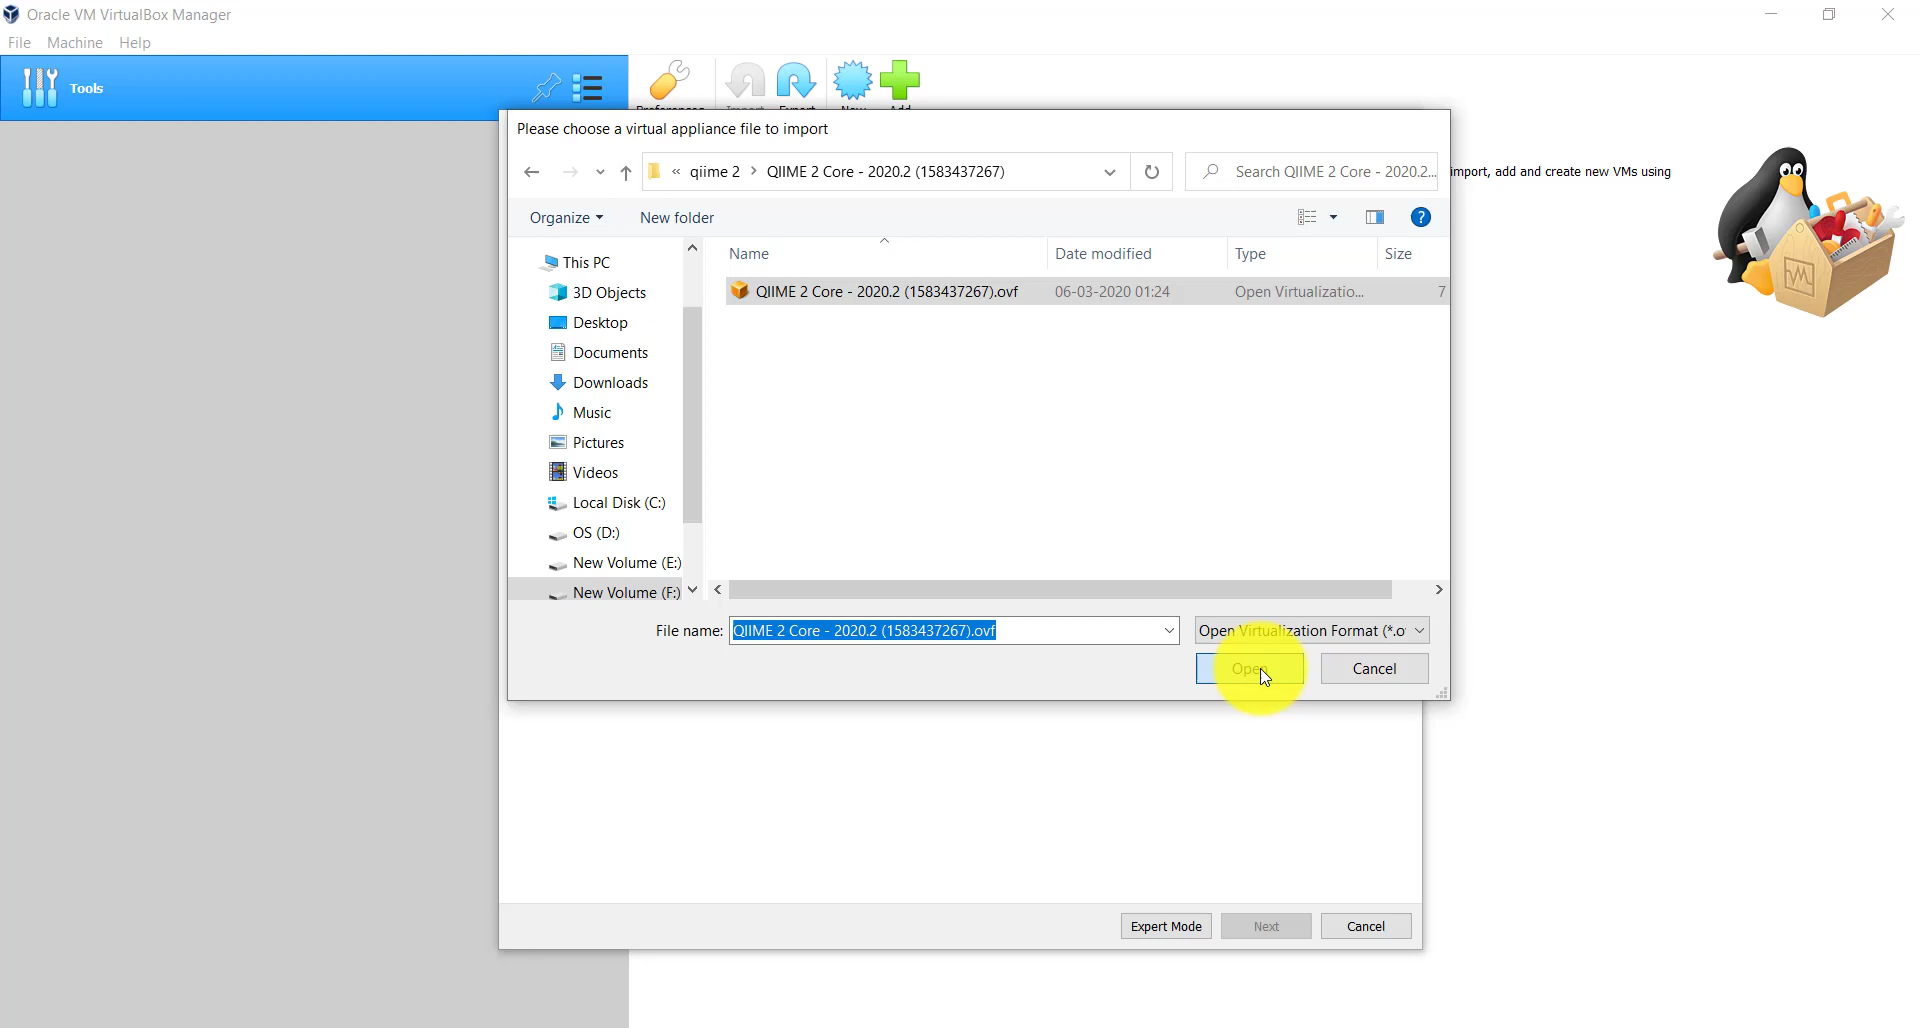 Oracle VM VirtualBox Manager
File Machine Help
Tools
Please choose a virtual appliance file to import
« qiime 2 > QIIME 2 Core - 2020.2 (1583437267)
Search QIIME 2 Core - 2020.2...
import, add and create new VMs using
Organize New folder
?
Name Date modified Type Size
QIIME 2 Core - 2020.2 (1583437267).ovf 06-03-2020 01:24 Open Virtualizatio... 7
This PC
3D Objects
Desktop
Documents
Downloads
Music
Pictures
Videos
Local Disk (C:)
OS (D:)
New Volume (E:)
New Volume (F:)
File name: QIIME 2 Core - 2020.2 (1583437267).ovf Open Virtualization Format (*.o
Open Cancel
Expert Mode Next Cancel